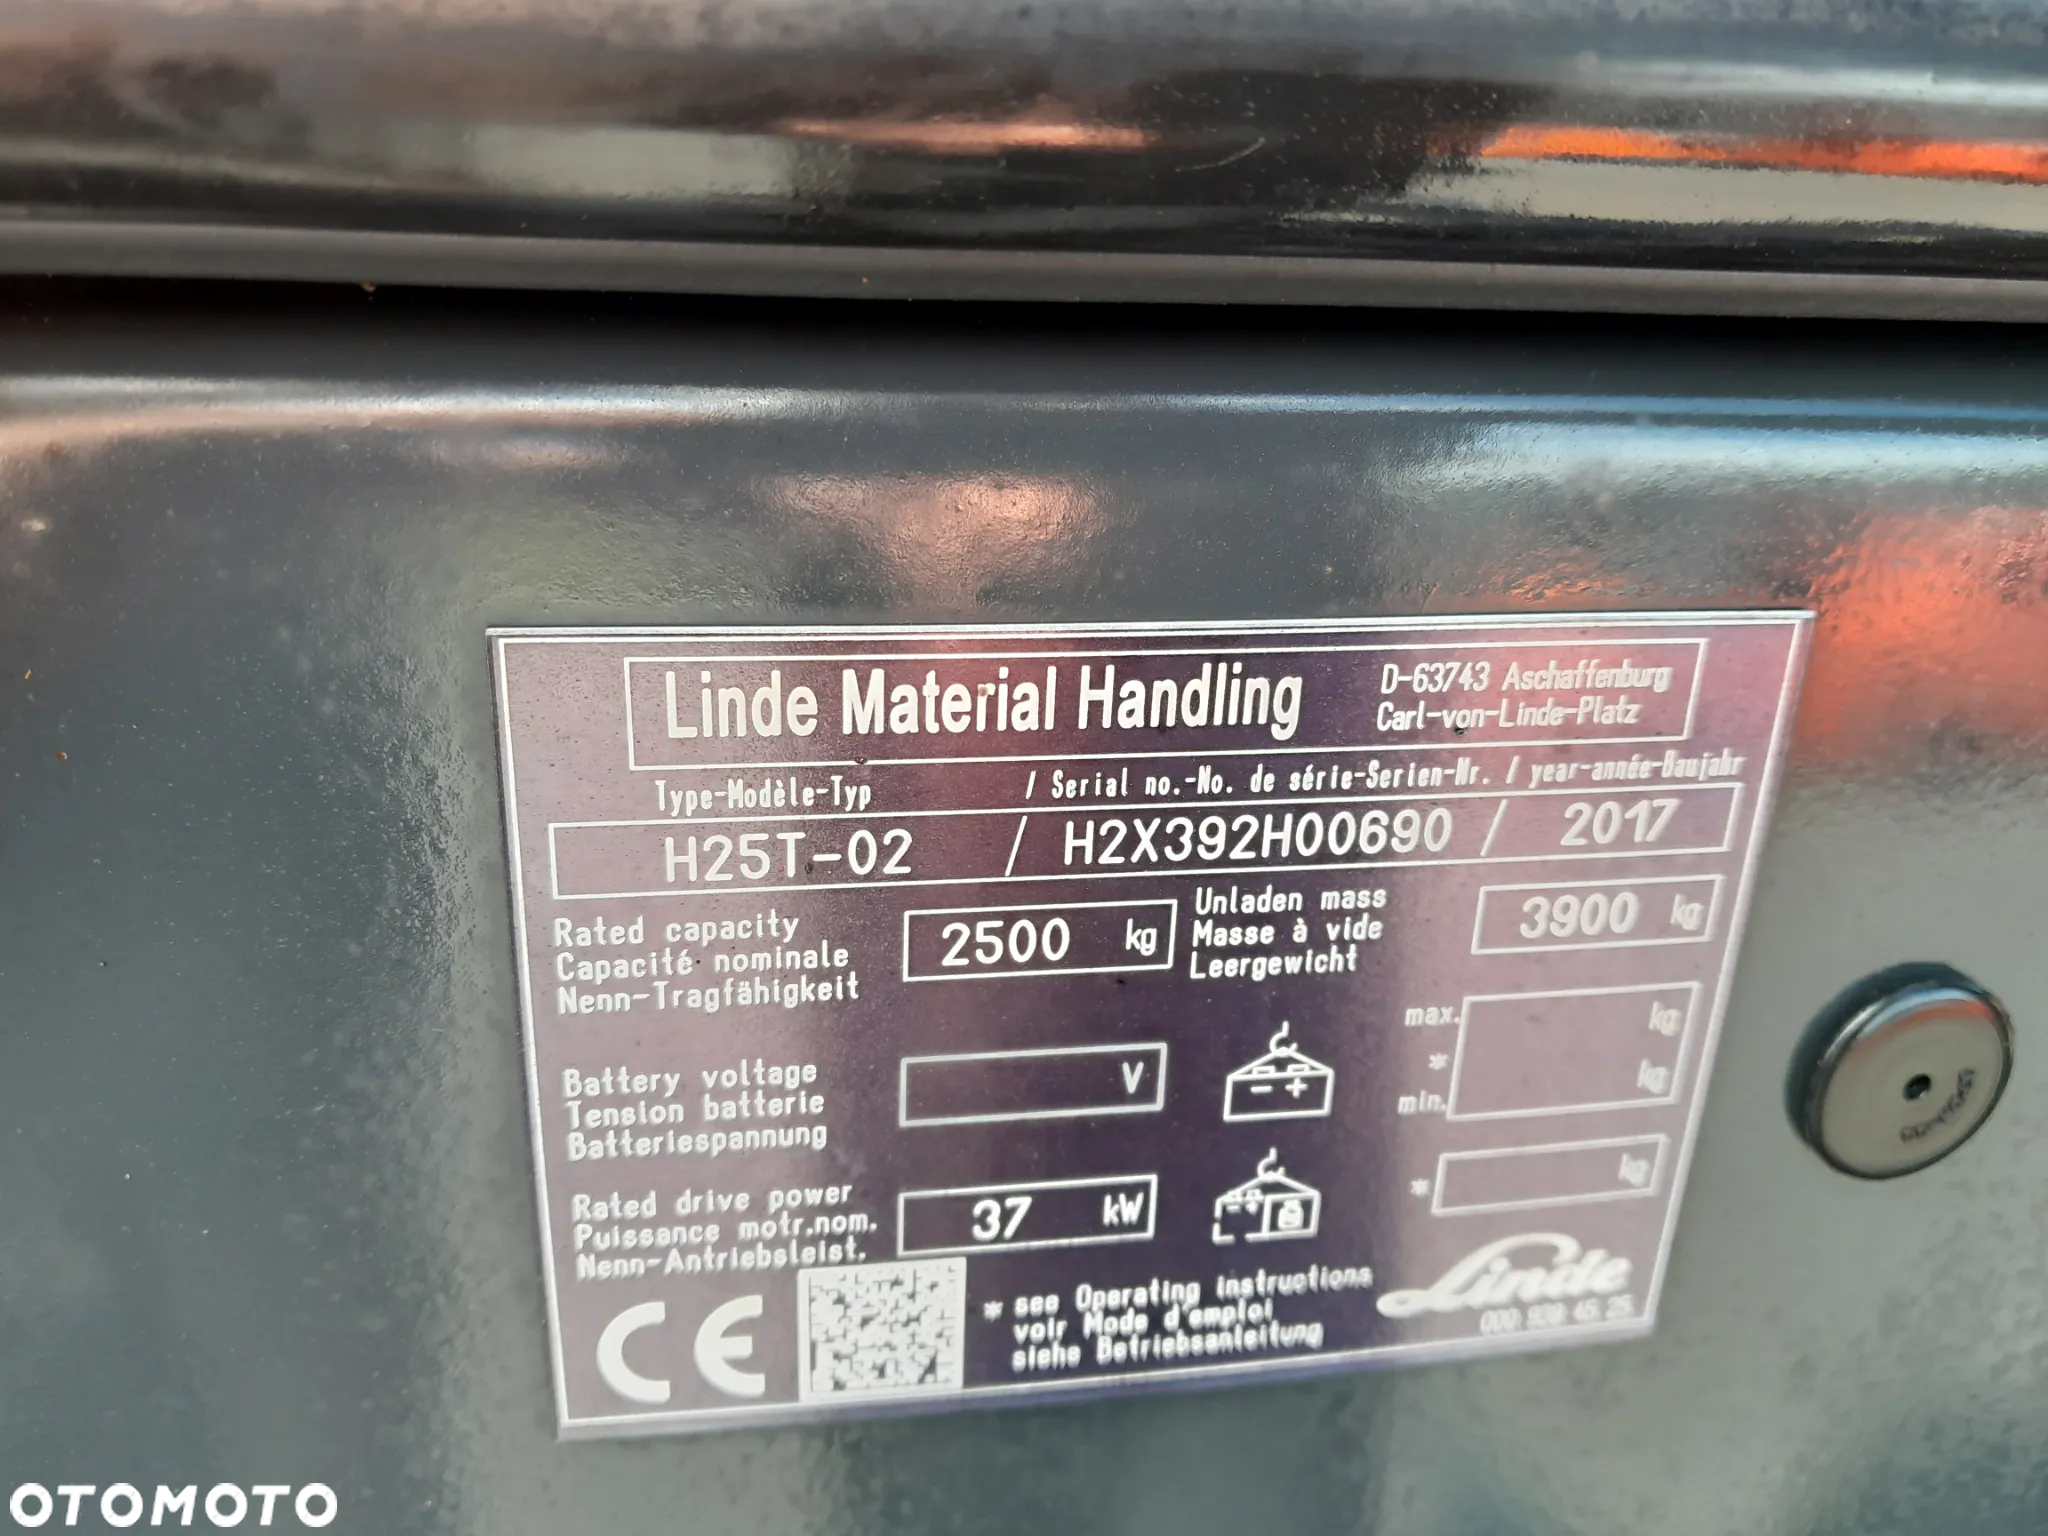 Linde Material Handling
D-63743 Aschaffenburg
Carl-von-Linde-Platz
Type-Modèle-Typ / Serial no.-No. de série-Serien-Nr. / year-année-Baujahr
H25T-02 / H2X392H00690 / 2017
Rated capacity
Capacité nominale
Nenn-Tragfähigkeit
2500 kg
Unladen mass
Masse à vide
Leergewicht
3900 kg
Battery voltage
Tension batterie
Batteriespannung
V
- +
max. kg
*
min. kg
Rated drive power
Puissance motr.nom.
Nenn-Antriebsleist.
37 kW
* kg
CE
* see Operating instructions
voir Mode d'emploi
siehe Betriebsanleitung
Linde
OTOMOTO